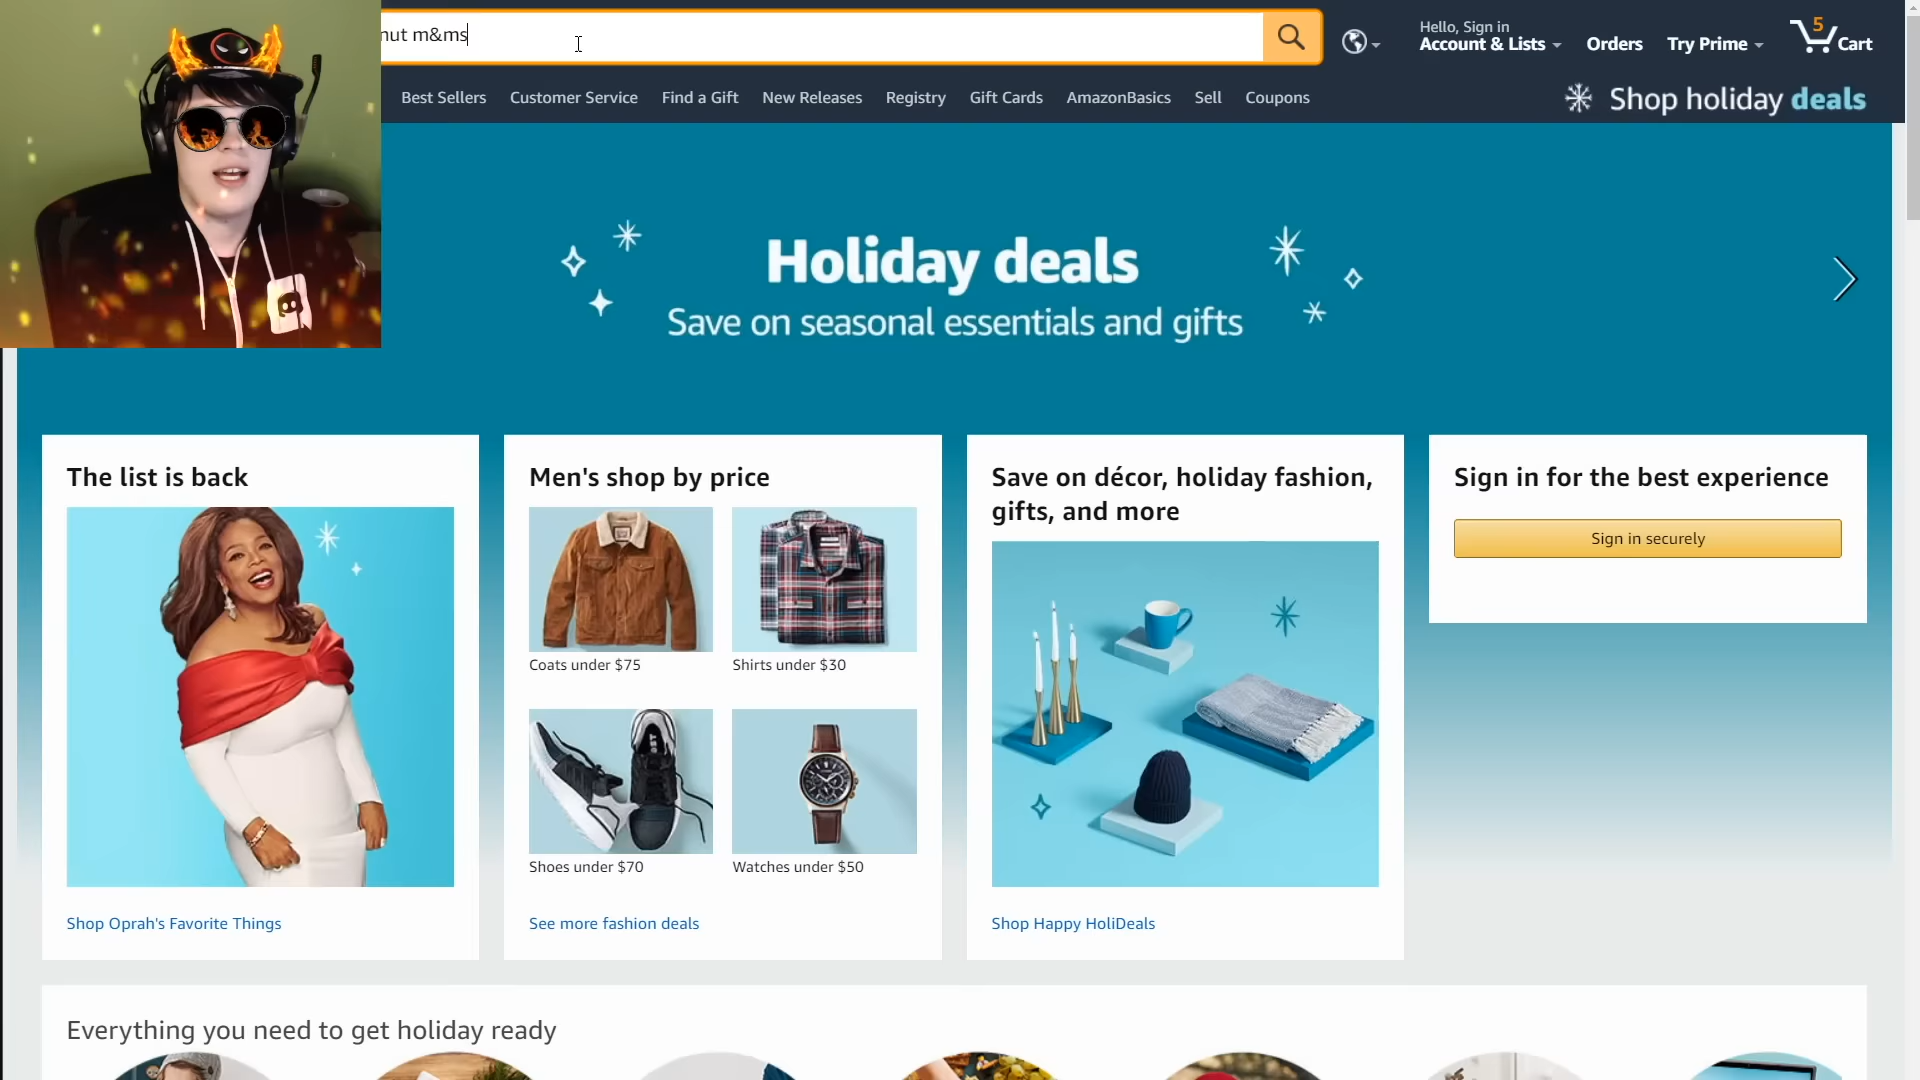 nut m&ms
Hello, Sign in
Account & Lists
Orders
Try Prime
5
Cart
Best Sellers
Customer Service
Find a Gift
New Releases
Registry
Gift Cards
AmazonBasics
Sell
Coupons
Shop holiday deals
Holiday deals
Save on seasonal essentials and gifts
The list is back
Shop Oprah's Favorite Things
Men's shop by price
Coats under $75
Shirts under $30
Shoes under $70
Watches under $50
See more fashion deals
Save on décor, holiday fashion,
gifts, and more
Shop Happy HoliDeals
Sign in for the best experience
Sign in securely
Everything you need to get holiday ready